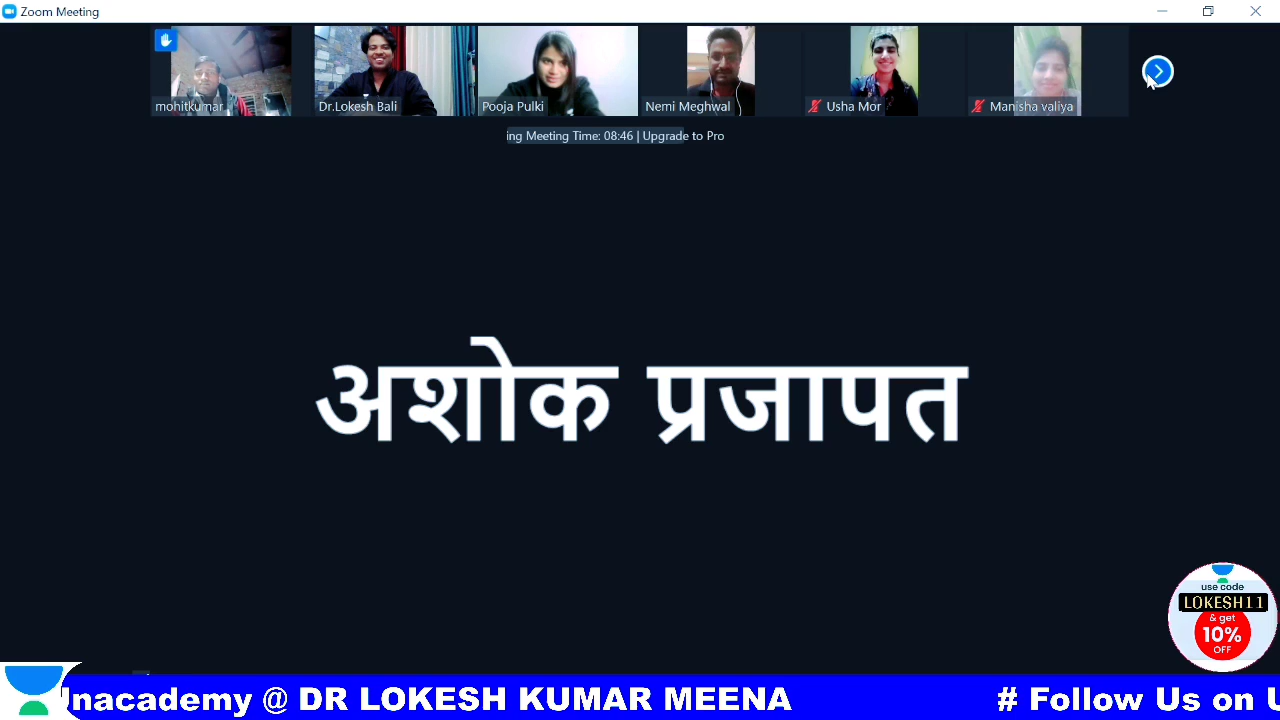 Zoom Meeting
mohitkumar
Dr.Lokesh Bali
Pooja Pulki
Nemi Meghwal
Usha Mor
Manisha valiya
ing Meeting Time: 08:46 | Upgrade to Pro
अशोक प्रजापत
use code
LOKESH11
& get
10%
OFF
Unacademy @ DR LOKESH KUMAR MEENA
# Follow Us on U